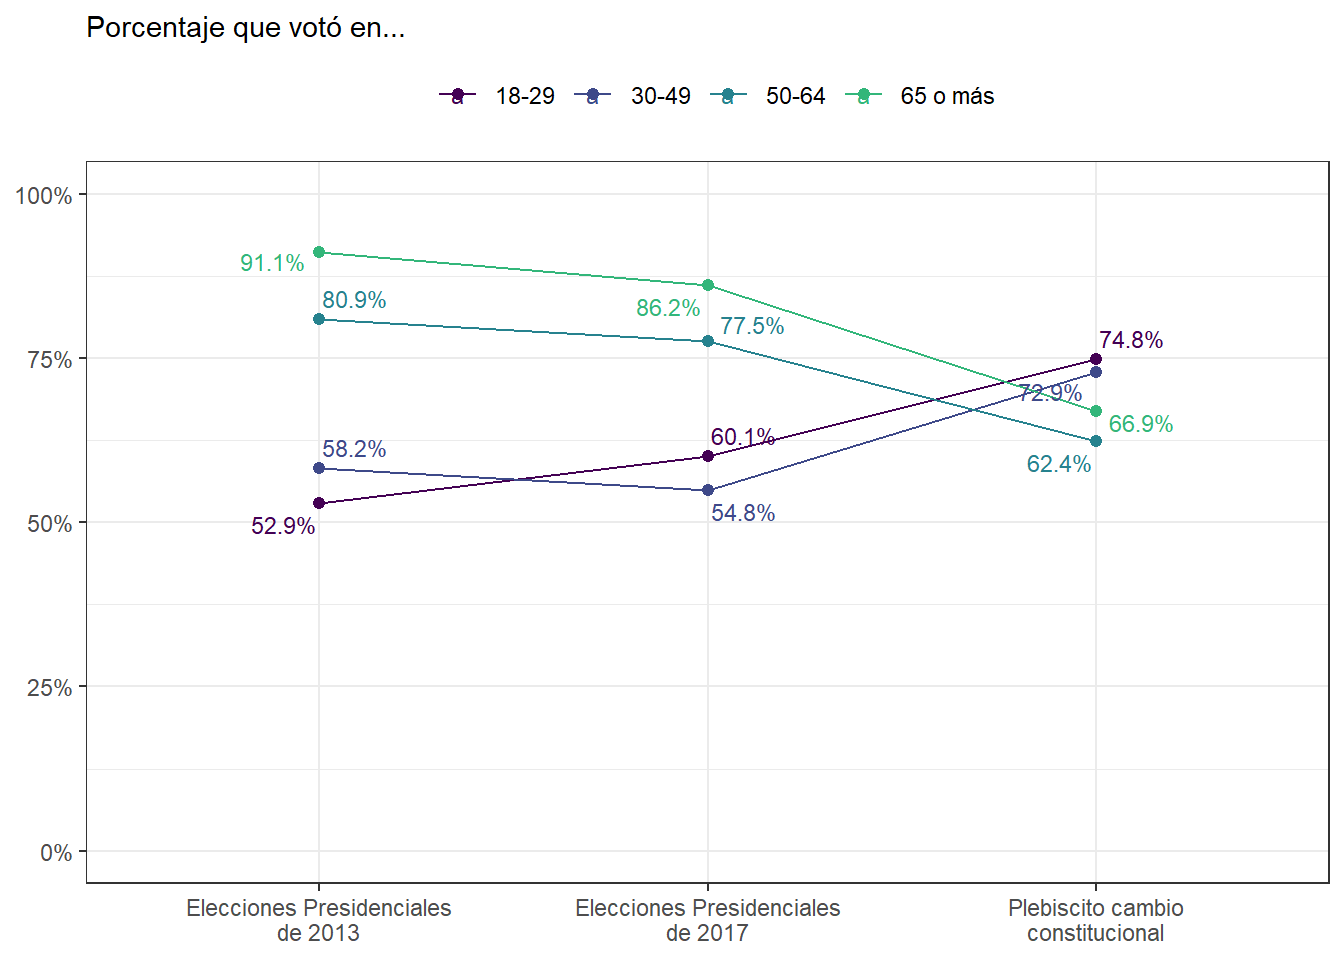 Porcentaje que votó en...
a 18-29 a 30-49 a 50-64 a 65 o más
100%
75%
50%
25%
0%
91.1%
80.9%
58.2%
52.9%
86.2%
77.5%
60.1%
54.8%
74.8%
72.9%
66.9%
62.4%
Elecciones Presidenciales
de 2013
Elecciones Presidenciales
de 2017
Plebiscito cambio
constitucional